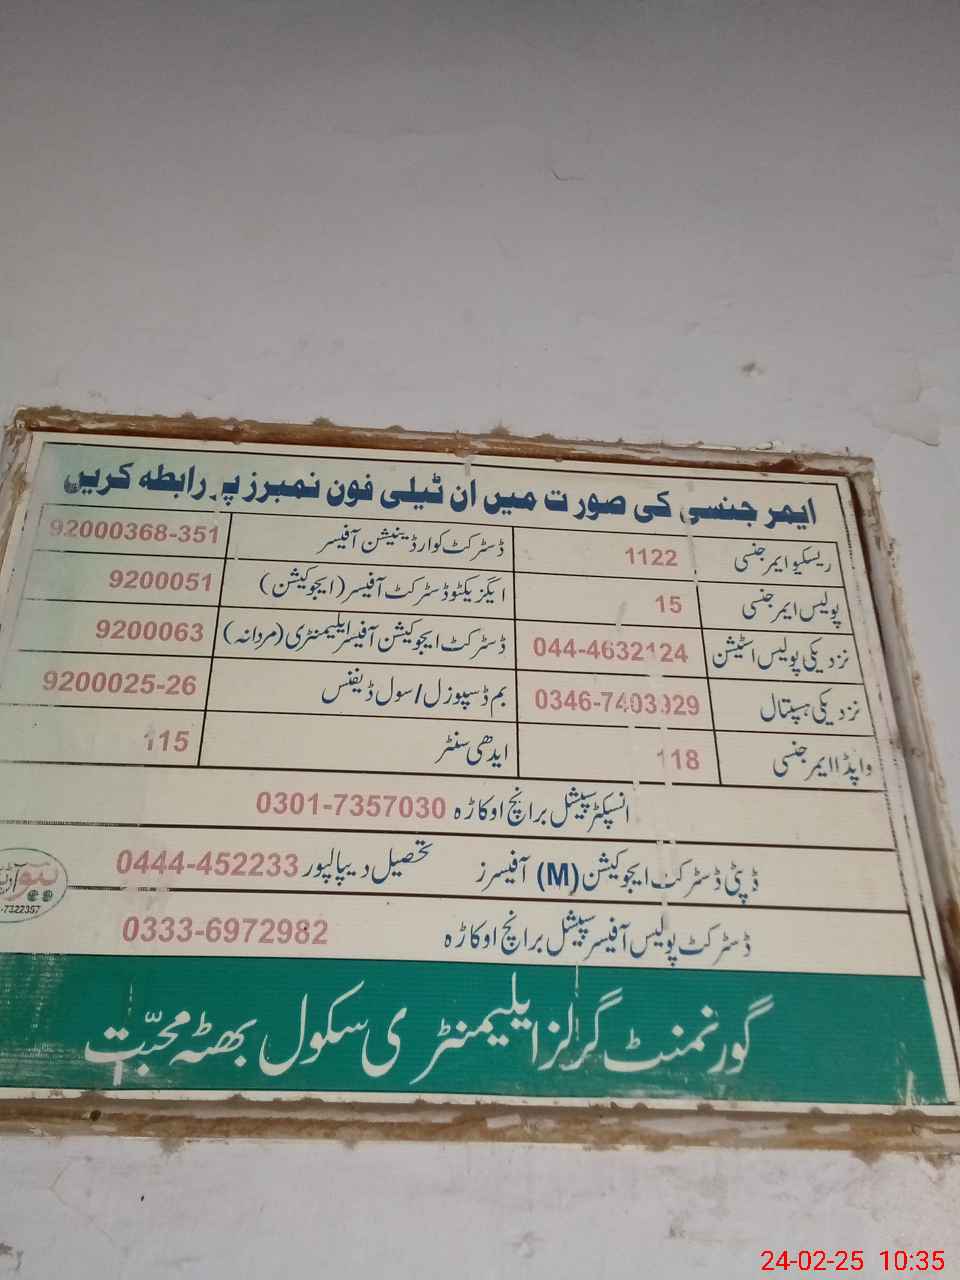 ایمرجنسی کی صورت میں ان ٹیلی فون نمبرز پر رابطہ کریں
ریسکیو ایمرجنسی 1122 ڈسٹرکٹ کوارڈینیشن آفیسر 92000368-351
پولیس ایمرجنسی 15 ایگزیکٹو ڈسٹرکٹ آفیسر (ایجوکیشن) 9200051
نزدیکی پولیس اسٹیشن 044-4632124 ڈسٹرکٹ ایجوکیشن آفیسر ایلیمنٹری (مردانہ) 9200063
نزدیکی ہسپتال بم ڈسپوزل / سول ڈیفنس 9200025-26
واپڈا ایمرجنسی 118 ایدھی سنٹر 115
انسپکٹر سپیشل برانچ اوکاڑہ 0301-7357030
ڈپٹی ڈسٹرکٹ ایجوکیشن (M) آفیسرز تحصیل دیپالپور 0444-452233
ڈسٹرکٹ پولیس آفیسر سپیشل برانچ اوکاڑہ 0333-6972982
-7322357
گورنمنٹ گرلز ایلیمنٹری سکول بھٹہ محبّت
24-02-25 10:35